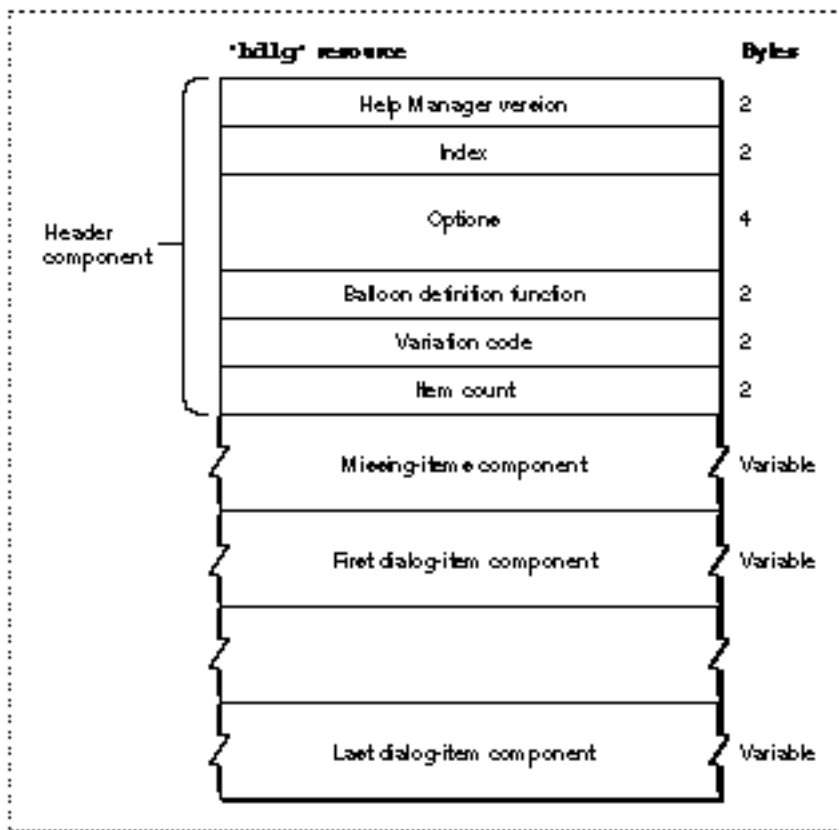 'hdlg' resource Bytes
Help Manager version 2
Index 2
Options 4
Header
component
Balloon definition function 2
Variation code 2
Item count 2
Missing-items component Variable
First dialog-item component Variable
Last dialog-item component Variable